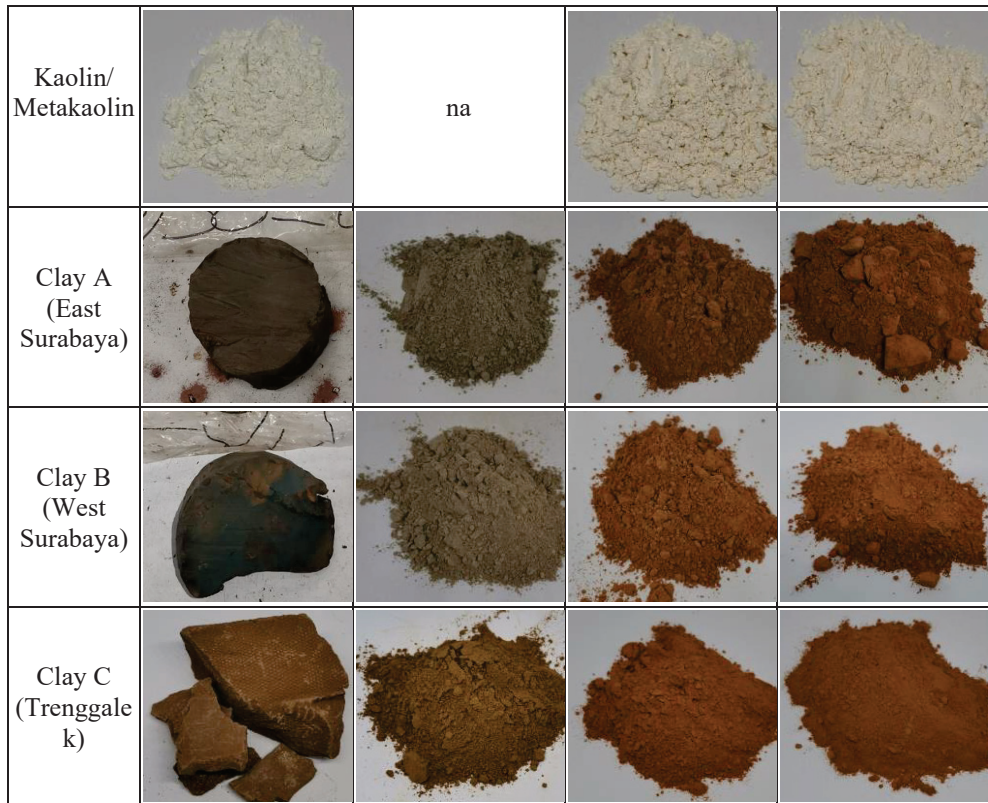 Kaolin/
Metakaolin
na
Clay A
(East
Surabaya)
Clay B
(West
Surabaya)
Clay C
(Trenggale
k)